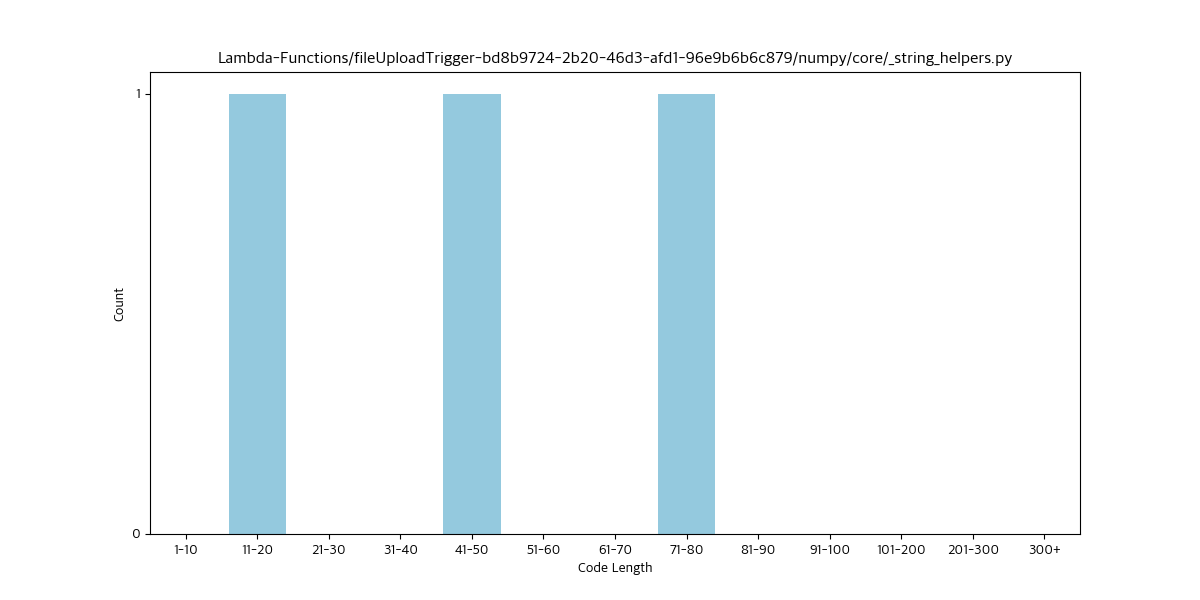 Lambda-Functions/fileUploadTrigger-bd8b9724-2b20-46d3-afd1-96e9b6b6c879/numpy/core/_string_helpers.py
1
Count
0
1-10 11-20 21-30 31-40 41-50 51-60 61-70 71-80 81-90 91-100 101-200 201-300 300+
Code Length